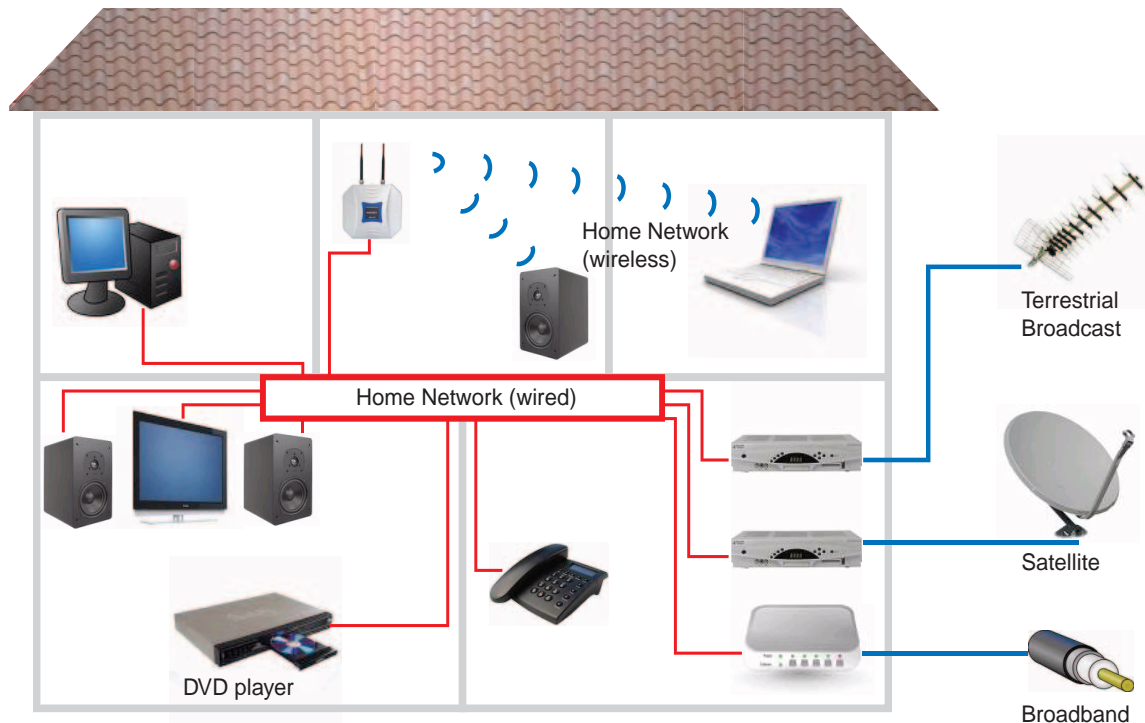 Home Network
(wireless)
Terrestrial
Broadcast
Home Network (wired)
Satellite
DVD player
Broadband